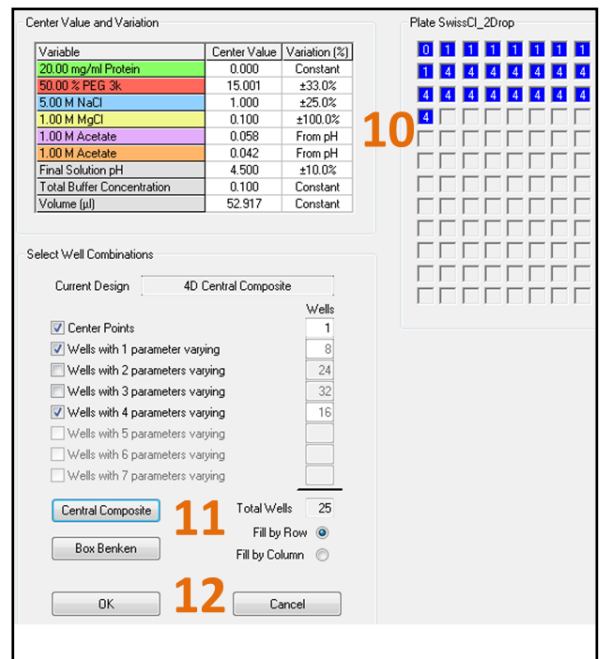 Center Value and Variation
Variable Center Value Variation (%)
20.00 mg/ml Protein 0.000 Constant
50.00 % PEG 3k 15.001 ±33.0%
5.00 M NaCl 1.000 ±25.0%
1.00 M MgCl 0.100 ±100.0%
1.00 M Acetate 0.058 From pH
1.00 M Acetate 0.042 From pH
Final Solution pH 4.500 ±10.0%
Total Buffer Concentration 0.100 Constant
Volume (µl) 52.917 Constant
Plate SwissCI_2Drop
0 1 1 1 1 1 1 1
1 4 4 4 4 4 4 4
4 4 4 4 4 4 4 4
4
10
Select Well Combinations
Current Design 4D Central Composite
Wells
Center Points 1
Wells with 1 parameter varying 8
Wells with 2 parameters varying 24
Wells with 3 parameters varying 32
Wells with 4 parameters varying 16
Wells with 5 parameters varying
Wells with 6 parameters varying
Wells with 7 parameters varying
Central Composite 11 Total Wells 25
Fill by Row
Box Benken Fill by Column
OK 12 Cancel